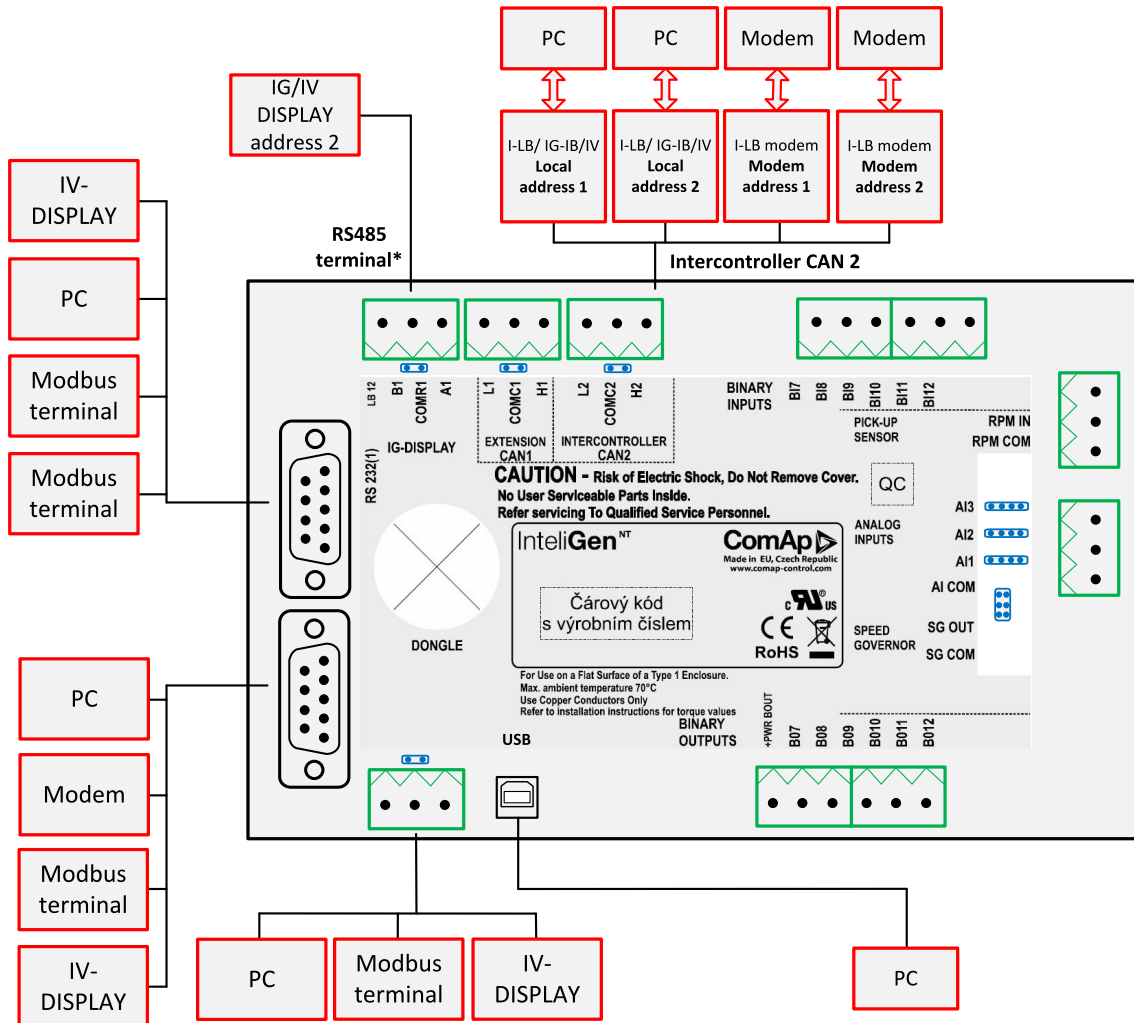 PC
PC
Modem
Modem
IG/IV
DISPLAY
address 2
I-LB/ IG-IB/IV
Local
address 1
I-LB/ IG-IB/IV
Local
address 2
I-LB modem
Modem
address 1
I-LB modem
Modem
address 2
IV-
DISPLAY
PC
Modbus
terminal
Modbus
terminal
RS485
terminal*
Intercontroller CAN 2
LB 12
B1
COMR1
A1
L1
COMC1
H1
L2
COMC2
H2
BINARY
INPUTS
BI7
BI8
BI9
BI10
BI11
BI12
RS 232(1)
IG-DISPLAY
EXTENSION
CAN1
INTERCONTROLLER
CAN2
PICK-UP
SENSOR
RPM IN
RPM COM
CAUTION - Risk of Electric Shock, Do Not Remove Cover.
No User Serviceable Parts Inside.
Refer servicing To Qualified Service Personnel.
QC
ANALOG
INPUTS
AI3
AI2
AI1
AI COM
InteliGen NT
ComAp
Made in EU, Czech Republic
www.comap-control.com
Čárový kód
s výrobním číslem
C RU US
CE
RoHS
DONGLE
SPEED
GOVERNOR
SG OUT
SG COM
For Use on a Flat Surface of a Type 1 Enclosure.
Max. ambient temperature 70°C
Use Copper Conductors Only
Refer to installation instructions for torque values
BINARY
OUTPUTS
+PWR BOUT
B07
B08
B09
B010
B011
B012
USB
PC
Modem
Modbus
terminal
IV-
DISPLAY
PC
Modbus
terminal
IV-
DISPLAY
PC